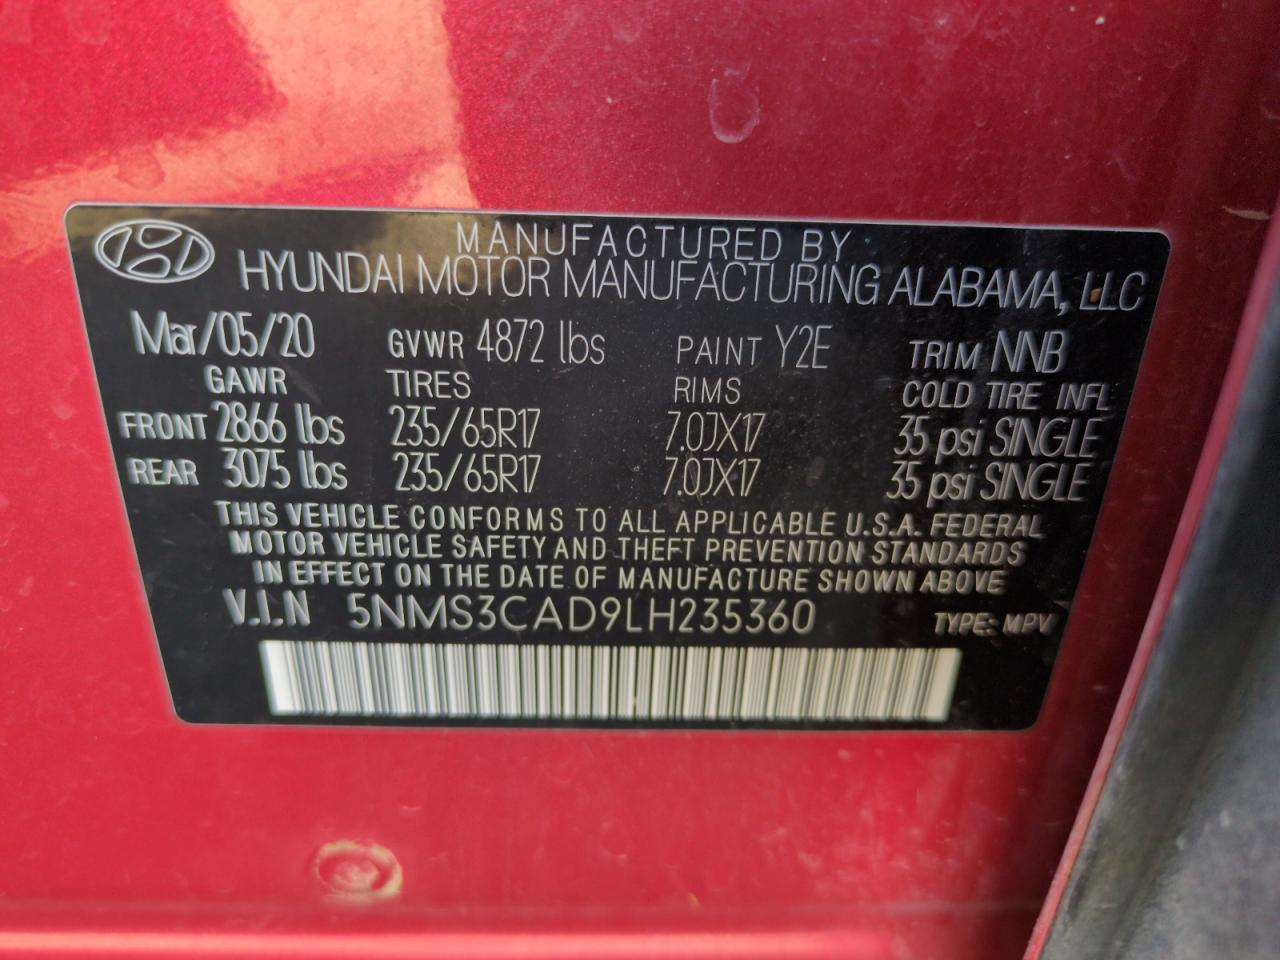 MANUFACTURED BY
HYUNDAI MOTOR MANUFACTURING ALABAMA, LLC
Mar/05/20 GVWR 4872 lbs PAINT Y2E TRIM NNB
GAWR TIRES RIMS COLD TIRE INFL
FRONT 2866 lbs 235/65R17 7.0JX17 35 psi SINGLE
REAR 3075 lbs 235/65R17 7.0JX17 35 psi SINGLE
THIS VEHICLE CONFORMS TO ALL APPLICABLE U.S.A. FEDERAL
MOTOR VEHICLE SAFETY AND THEFT PREVENTION STANDARDS
IN EFFECT ON THE DATE OF MANUFACTURE SHOWN ABOVE
V.I.N 5NMS3CAD9LH235360 TYPE: MPV